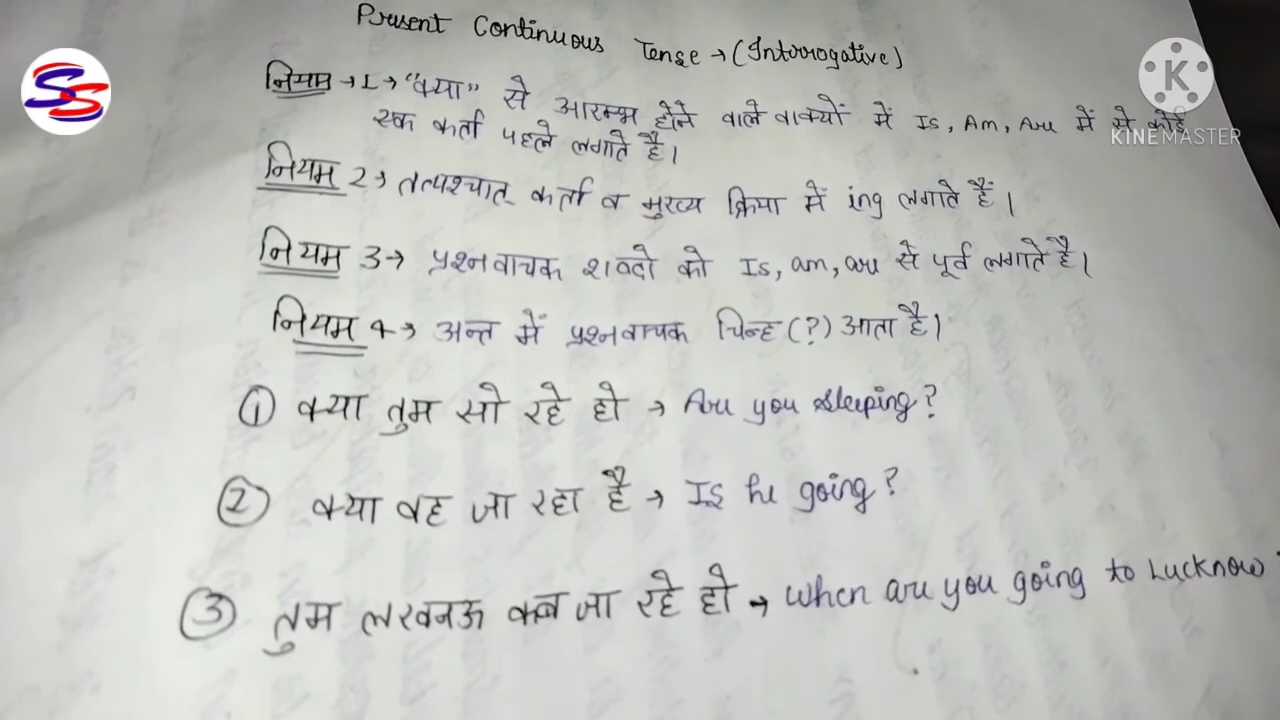 Present Continuous Tense → (Intorrogative)
नियम → 1 → "क्या" से आरम्भ होने वाले वाक्यों में Is, Am, Are में से कोई
एक कर्ता पहले लगाते है।
नियम 2 → तत्पश्चात् कर्ता व मुख्य क्रिया में ing लगाते हैं।
नियम 3 → प्रश्नवाचक शब्दो को Is, am, are से पूर्व लगाते है।
नियम 4 → अन्त में प्रश्नवाचक चिन्ह (?) आता है।
① क्या तुम सो रहे हो → Are you sleeping?
② क्या वह जा रहा है → Is he going?
③ तुम लखनऊ कब जा रहे हो → When are you going to Lucknow
SS
K
KINEMASTER